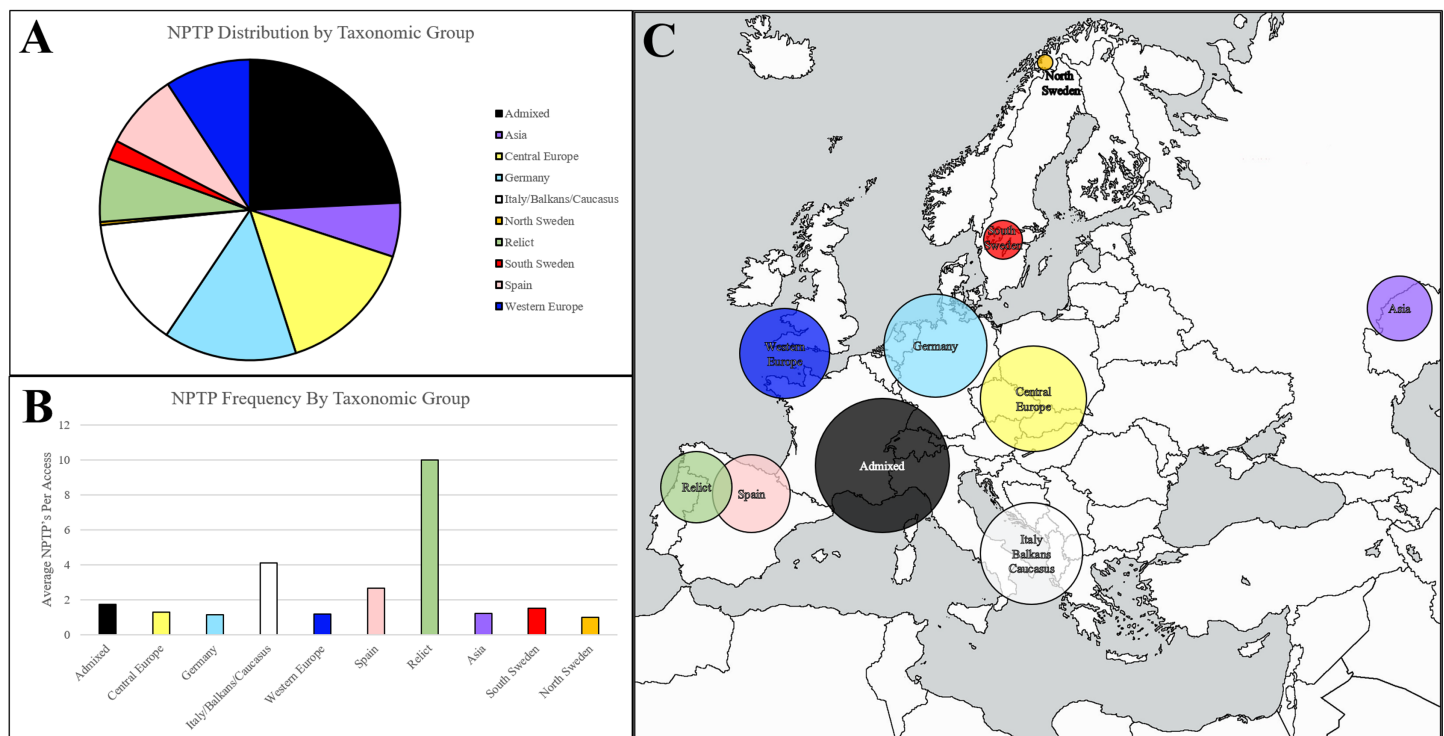 A
NPTP Distribution by Taxonomic Group
Admixed
Asia
Central Europe
Germany
Italy/Balkans/Caucasus
North Sweden
Relict
South Sweden
Spain
Western Europe
B
NPTP Frequency By Taxonomic Group
Average NPTP's Per Access
12
10
8
6
4
2
0
Admixed
Central Europe
Germany
Italy/Balkans/Caucasus
Western Europe
Spain
Relict
Asia
South Sweden
North Sweden
C
North
Sweden
South
Sweden
Asia
Western
Europe
Germany
Central
Europe
Admixed
Relict
Spain
Italy
Balkans
Caucasus